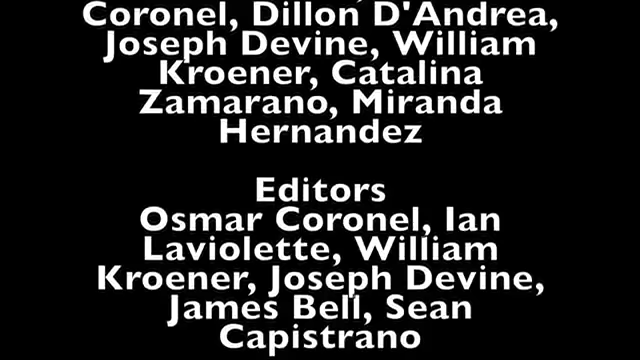 Coronel, Dillon D'Andrea,
Joseph Devine, William
Kroener, Catalina
Zamarano, Miranda
Hernandez
Editors
Osmar Coronel, Ian
Laviolette, William
Kroener, Joseph Devine,
James Bell, Sean
Capistrano